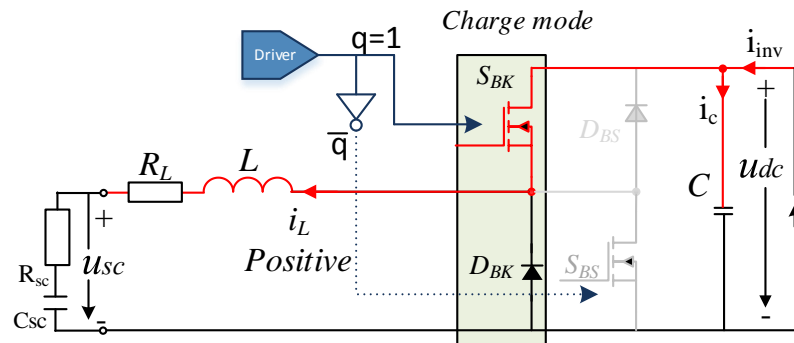 Charge mode
Driver
q=1
i_inv
S_BK
+
i_c
D_BS
q̅
u_dc
R_L
L
C
+
i_L
Positive
u_sc
D_BK
S_BS
R_sc
Csc
-
-